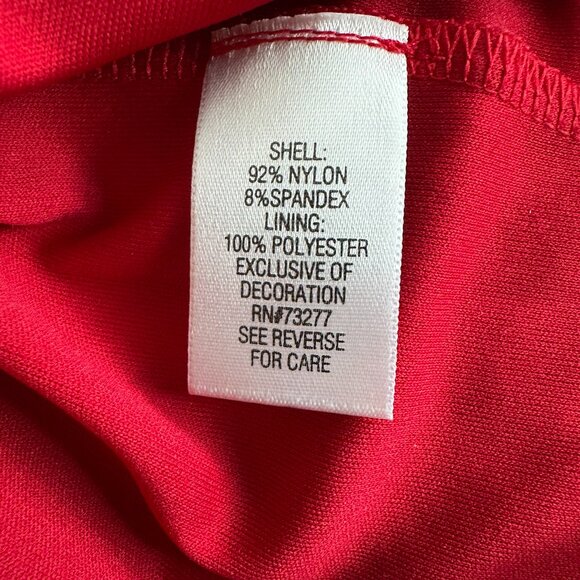 SHELL:
92% NYLON
8%SPANDEX
LINING:
100% POLYESTER
EXCLUSIVE OF
DECORATION
RN#73277
SEE REVERSE
FOR CARE